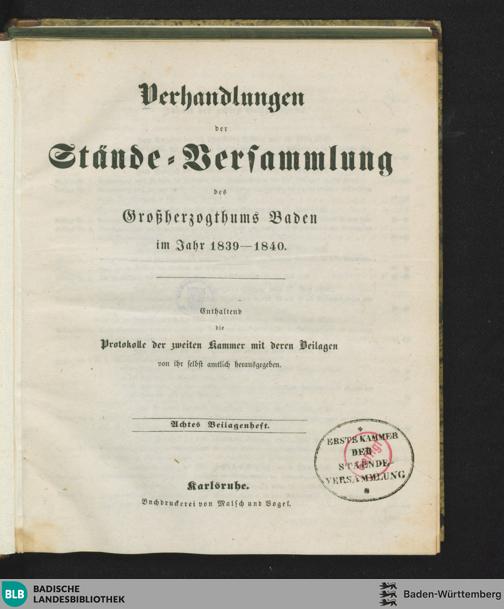 Verhandlungen
der
Stände-Versammlung
des
Großherzogthums Baden
im Jahr 1839—1840.
Enthaltend
die
Protokolle der zweiten Kammer mit deren Beilagen
von ihr selbst amtlich herausgegeben.
Achtes Beilagenheft.
ERSTE KAMMER
DER
STAENDE-
VERSAMMLUNG
Karlsruhe.
Buchdruckerei von Malsch und Vogel.
BLB
BADISCHE
LANDESBIBLIOTHEK
Baden-Württemberg